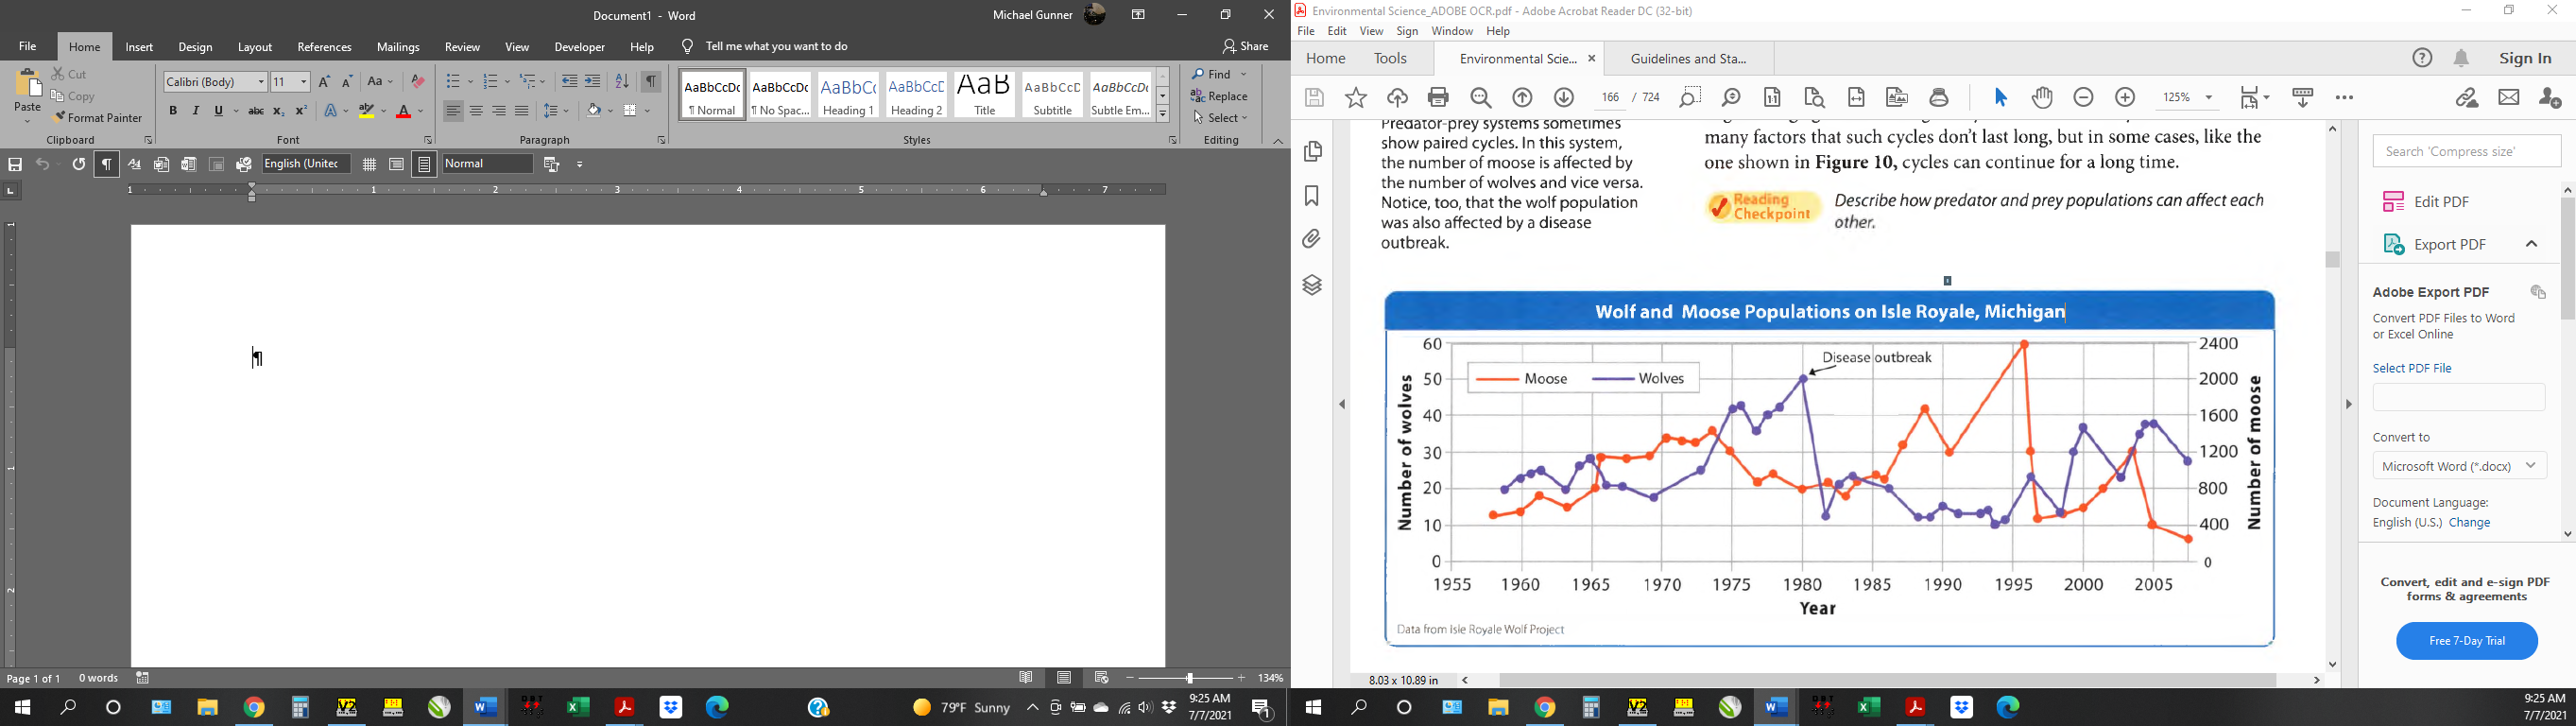 Document1 - Word
Michael Gunner
File Home Insert Design Layout References Mailings Review View Developer Help Tell me what you want to do Share
Paste
Cut
Copy
Format Painter
Clipboard
Calibri (Body) 11
Font
Paragraph
AaBbCcDc ¶ Normal
AaBbCcDc ¶ No Spac...
AaBbC( Heading 1
AaBbCcE Heading 2
AaB Title
AaBbCcD Subtitle
AaBbCcDc Subtle Em...
Styles
Find
Replace
Select
Editing
English (Unitec Normal
1 1 2 3 4 5 6 7
¶
Page 1 of 1 0 words
134%
79°F Sunny
9:25 AM
7/7/2021
Environmental Science_ADOBE OCR.pdf - Adobe Acrobat Reader DC (32-bit)
File Edit View Sign Window Help
Home Tools Environmental Scie... × Guidelines and Sta... Sign In
166 / 724 125%
Predator-prey systems sometimes
show paired cycles. In this system,
the number of moose is affected by
the number of wolves and vice versa.
Notice, too, that the wolf population
was also affected by a disease
outbreak.
many factors that such cycles don't last long, but in some cases, like the
one shown in Figure 10, cycles can continue for a long time.
Reading
Checkpoint
Describe how predator and prey populations can affect each
other.
Wolf and Moose Populations on Isle Royale, Michigan
Moose Wolves
Disease outbreak
Number of wolves
60
50
40
30
20
10
0
2400
2000
1600
1200
800
400
0
Number of moose
1955 1960 1965 1970 1975 1980 1985 1990 1995 2000 2005
Year
Data from Isle Royale Wolf Project
8.03 x 10.89 in
Search 'Compress size'
Edit PDF
Export PDF
Adobe Export PDF
Convert PDF Files to Word
or Excel Online
Select PDF File
Convert to
Microsoft Word (*.docx)
Document Language:
English (U.S.) Change
Convert, edit and e-sign PDF
forms & agreements
Free 7-Day Trial
9:25 AM
7/7/2021